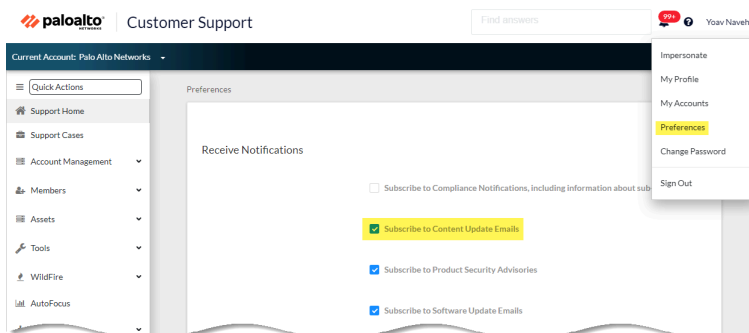 paloalto
NETWORKS
Customer Support
Find answers
99+
Yoav Naveh
Current Account: Palo Alto Networks
Quick Actions
Support Home
Support Cases
Account Management
Members
Assets
Tools
WildFire
AutoFocus
Preferences
Receive Notifications
Subscribe to Compliance Notifications, including information about sub
Subscribe to Content Update Emails
Subscribe to Product Security Advisories
Subscribe to Software Update Emails
Impersonate
My Profile
My Accounts
Preferences
Change Password
Sign Out